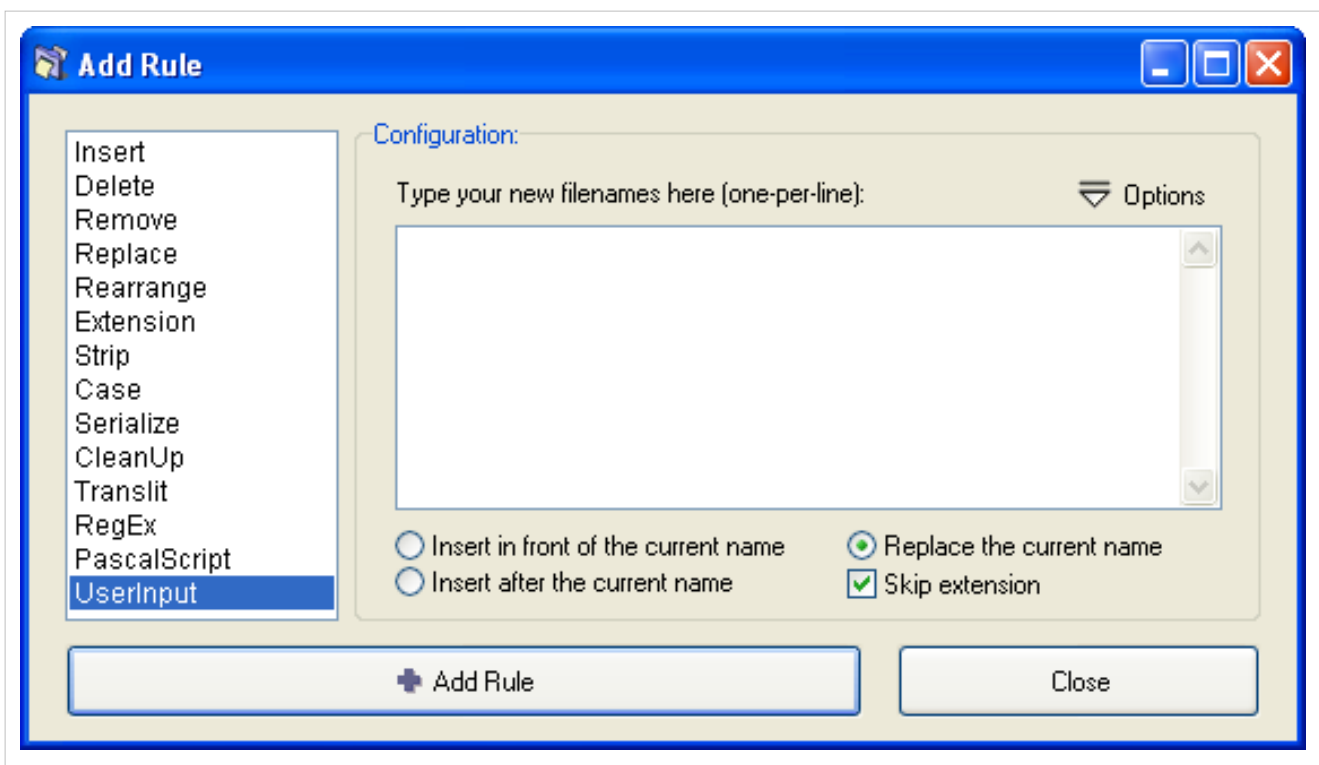 Add Rule
Insert
Delete
Remove
Replace
Rearrange
Extension
Strip
Case
Serialize
CleanUp
Translit
RegEx
PascalScript
UserInput
Configuration:
Type your new filenames here (one-per-line):
Options
Insert in front of the current name
Replace the current name
Insert after the current name
Skip extension
Add Rule
Close